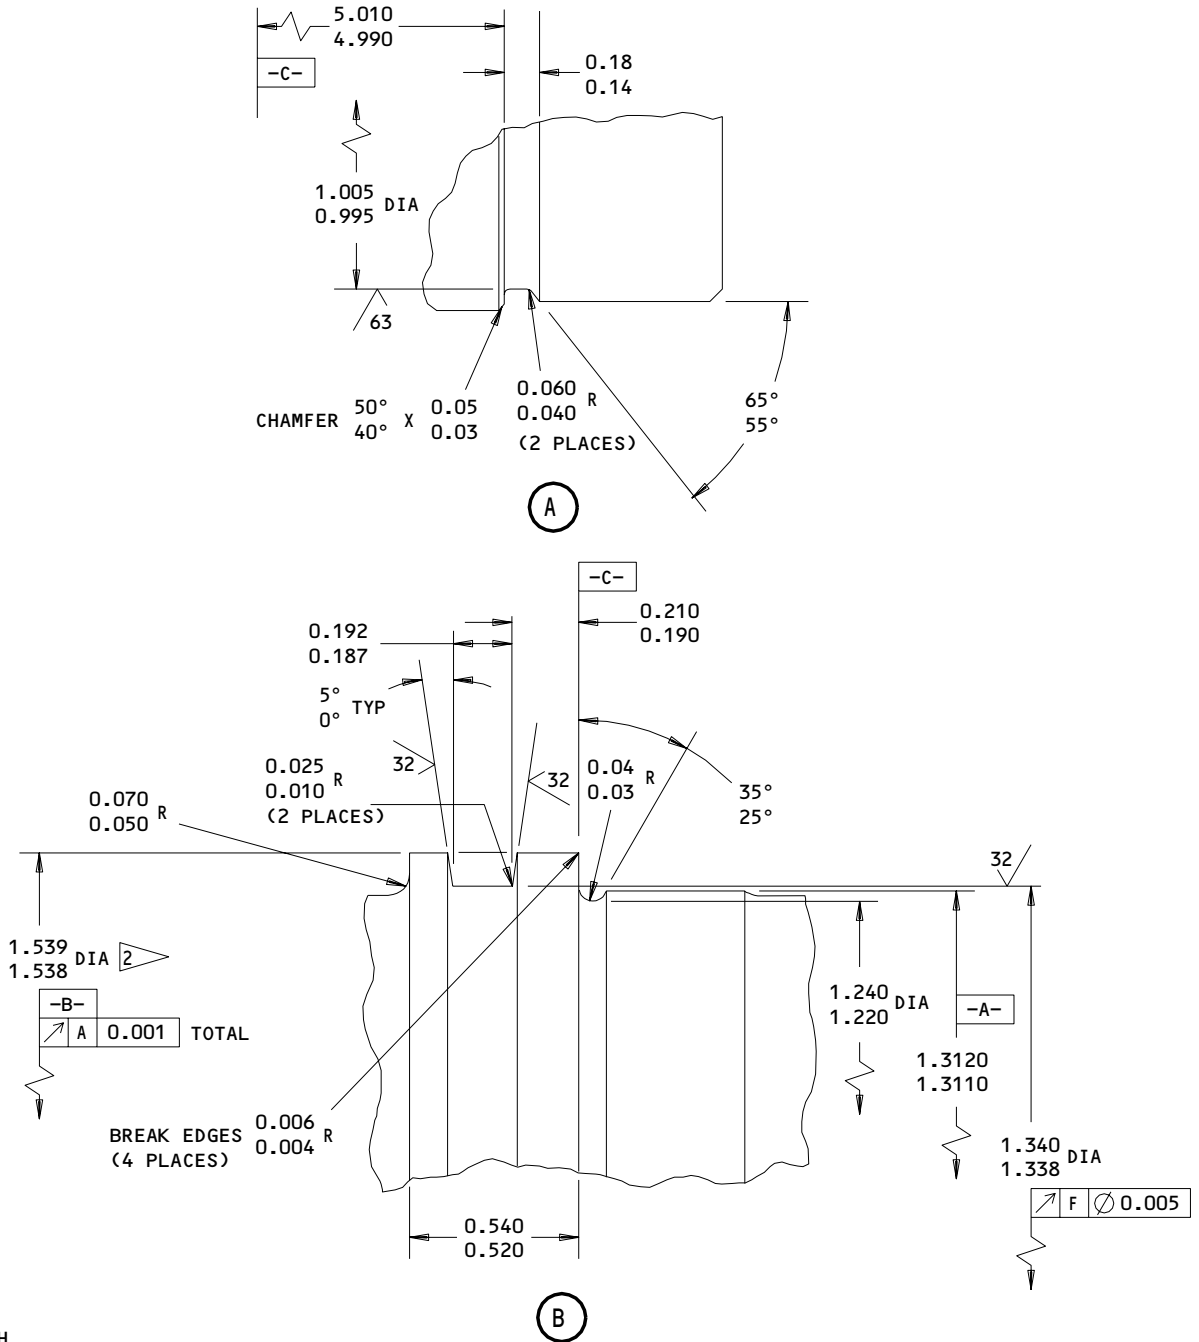 5.010
4.990
-C-
0.18
0.14
1.005
0.995 DIA
63
CHAMFER 50° X 0.05
40° 0.03
0.060 R
0.040
(2 PLACES)
65°
55°
A
-C-
0.210
0.190
0.192
0.187
5°
0° TYP
32
0.025 R
0.010
(2 PLACES)
32
0.04 R
0.03
35°
25°
0.070 R
0.050
32
1.539 DIA 2
1.538
-B-
↗ A 0.001 TOTAL
1.240 DIA
1.220
-A-
1.3120
1.3110
BREAK EDGES 0.006 R
(4 PLACES) 0.004
1.340 DIA
1.338
↗ F ∅ 0.005
0.540
0.520
B